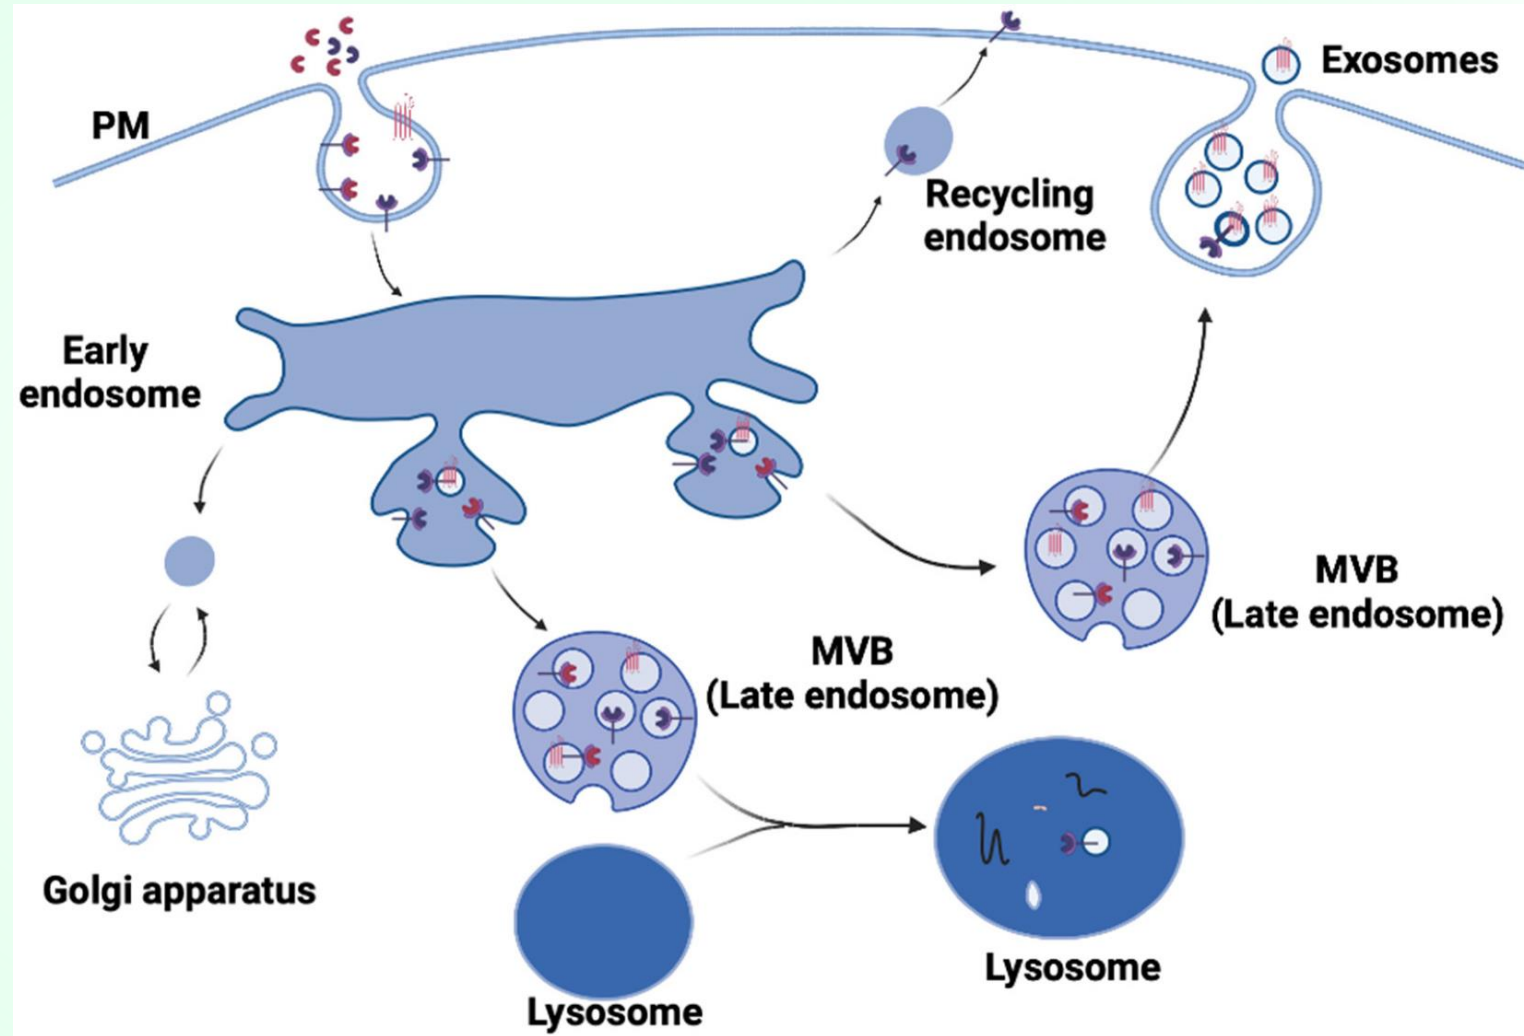 Exosomes
PM
Recycling
endosome
Early
endosome
MVB
(Late endosome)
MVB
(Late endosome)
Golgi apparatus
Lysosome
Lysosome